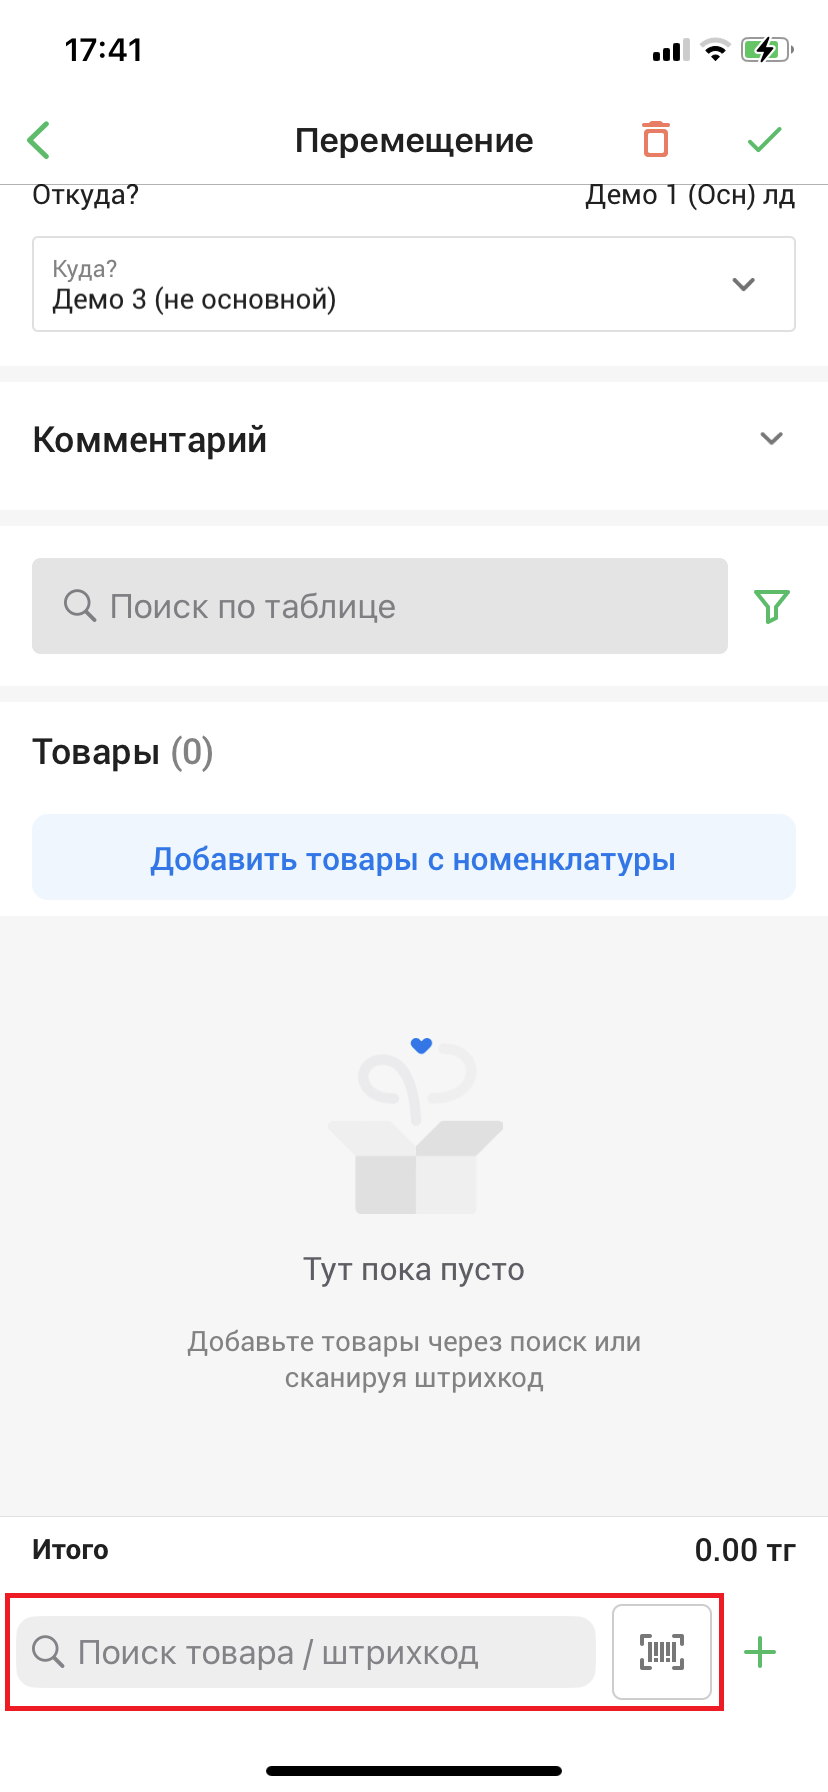 17:41
Перемещение
Откуда? Демо 1 (Осн) лд
Куда?
Демо 3 (не основной)
Комментарий
Поиск по таблице
Товары (0)
Добавить товары с номенклатуры
Тут пока пусто
Добавьте товары через поиск или
сканируя штрихкод
Итого 0.00 тг
Поиск товара / штрихкод